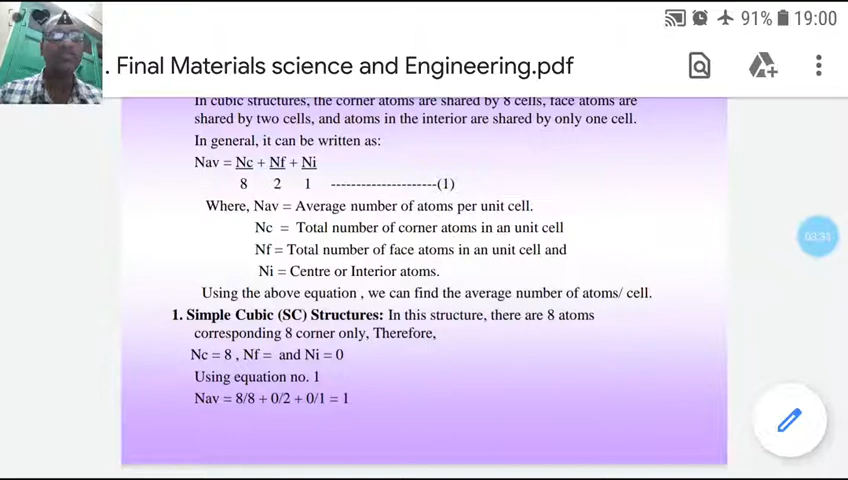 91% 19:00
. Final Materials science and Engineering.pdf
In cubic structures, the corner atoms are shared by 8 cells, face atoms are
shared by two cells, and atoms in the interior are shared by only one cell.
In general, it can be written as:
Nav = Nc + Nf + Ni
8 2 1 ---------------------(1)
Where, Nav = Average number of atoms per unit cell.
Nc = Total number of corner atoms in an unit cell
Nf = Total number of face atoms in an unit cell and
Ni = Centre or Interior atoms.
03:31
Using the above equation , we can find the average number of atoms/ cell.
1. Simple Cubic (SC) Structures: In this structure, there are 8 atoms
corresponding 8 corner only, Therefore,
Nc = 8 , Nf = and Ni = 0
Using equation no. 1
Nav = 8/8 + 0/2 + 0/1 = 1